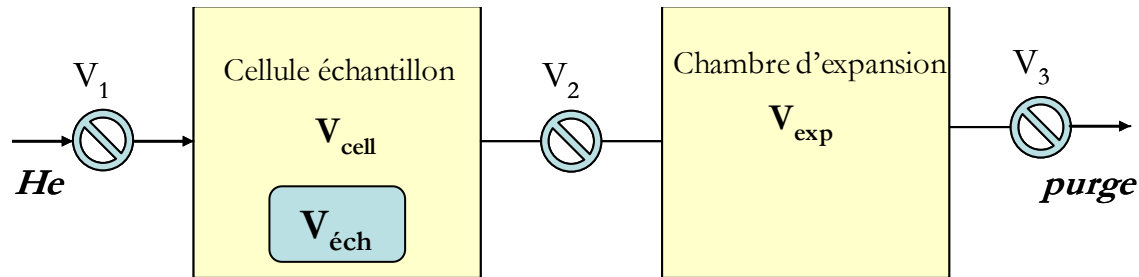 V1
He
Cellule échantillon
Vcell
Véch
V2
Chambre d'expansion
Vexp
V3
purge